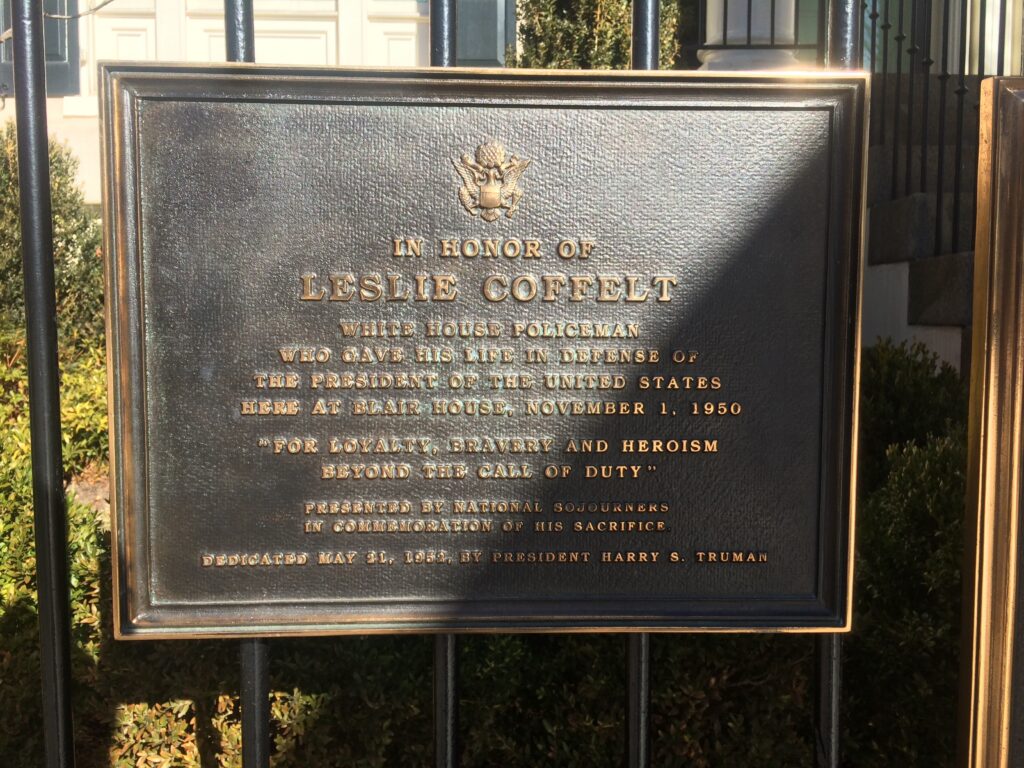 IN HONOR OF
LESLIE COFFELT
WHITE HOUSE POLICEMAN
WHO GAVE HIS LIFE IN DEFENSE OF
THE PRESIDENT OF THE UNITED STATES
HERE AT BLAIR HOUSE, NOVEMBER 1, 1950
"FOR LOYALTY, BRAVERY AND HEROISM
BEYOND THE CALL OF DUTY"
PRESENTED BY NATIONAL SOJOURNERS
IN COMMEMORATION OF HIS SACRIFICE.
DEDICATED MAY 21, 1952, BY PRESIDENT HARRY S. TRUMAN